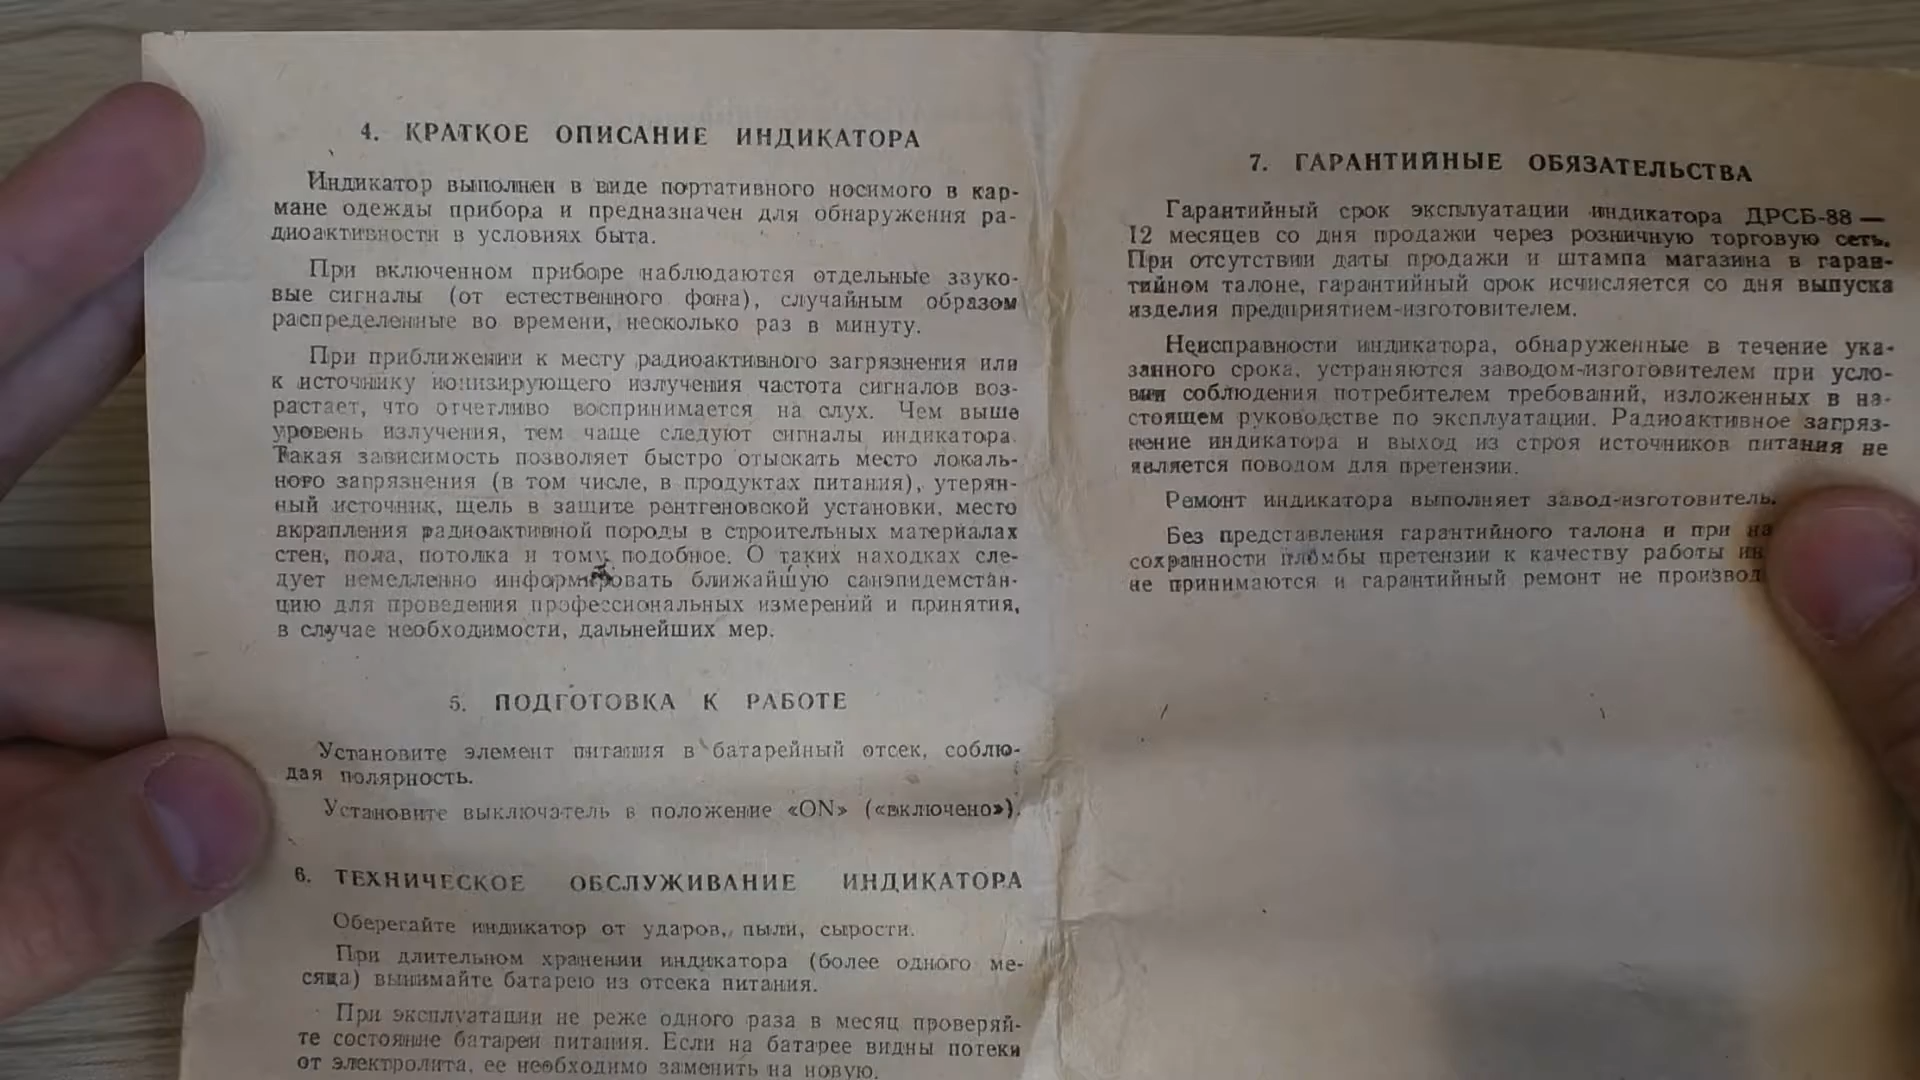 4. КРАТКОЕ ОПИСАНИЕ ИНДИКАТОРА
Индикатор выполнен в виде портативного носимого в кар-
мане одежды прибора и предназначен для обнаружения ра-
диоактивности в условиях быта.
При включенном приборе наблюдаются отдельные звуко-
вые сигналы (от естественного фона), случайным образом
распределенные во времени, несколько раз в минуту.
При приближении к месту радиоактивного загрязнения или
к источнику ионизирующего излучения частота сигналов воз-
растает, что отчетливо воспринимается на слух. Чем выше
уровень излучения, тем чаще следуют сигналы индикатора.
Такая зависимость позволяет быстро отыскать место локаль-
ного загрязнения (в том числе, в продуктах питания), утерян-
ный источник, щель в защите рентгеновской установки, место
вкрапления радиоактивной породы в строительных материалах
стен, пола, потолка и тому подобное. О таких находках сле-
дует немедленно информировать ближайшую санэпидемстан-
цию для проведения профессиональных измерений и принятия,
в случае необходимости, дальнейших мер.
5. ПОДГОТОВКА К РАБОТЕ
Установите элемент питания в батарейный отсек, соблю-
дая полярность.
Установите выключатель в положение «ON» («включено»).
6. ТЕХНИЧЕСКОЕ ОБСЛУЖИВАНИЕ ИНДИКАТОРА
Оберегайте индикатор от ударов, пыли, сырости.
При длительном хранении индикатора (более одного ме-
сяца) вынимайте батарею из отсека питания.
При эксплуатации не реже одного раза в месяц проверяй-
те состояние батареи питания. Если на батарее видны потеки
от электролита, ее необходимо заменить на новую.
7. ГАРАНТИЙНЫЕ ОБЯЗАТЕЛЬСТВА
Гарантийный срок эксплуатации индикатора ДРСБ-88 —
12 месяцев со дня продажи через розничную торговую сеть.
При отсутствии даты продажи и штампа магазина в гаран-
тийном талоне, гарантийный срок исчисляется со дня выпуска
изделия предприятием-изготовителем.
Неисправности индикатора, обнаруженные в течение ука-
занного срока, устраняются заводом-изготовителем при усло-
вии соблюдения потребителем требований, изложенных в на-
стоящем руководстве по эксплуатации. Радиоактивное загряз-
нение индикатора и выход из строя источников питания не
является поводом для претензии.
Ремонт индикатора выполняет завод-изготовитель.
Без представления гарантийного талона и при на
сохранности пломбы претензии к качеству работы ин
не принимаются и гарантийный ремонт не производ